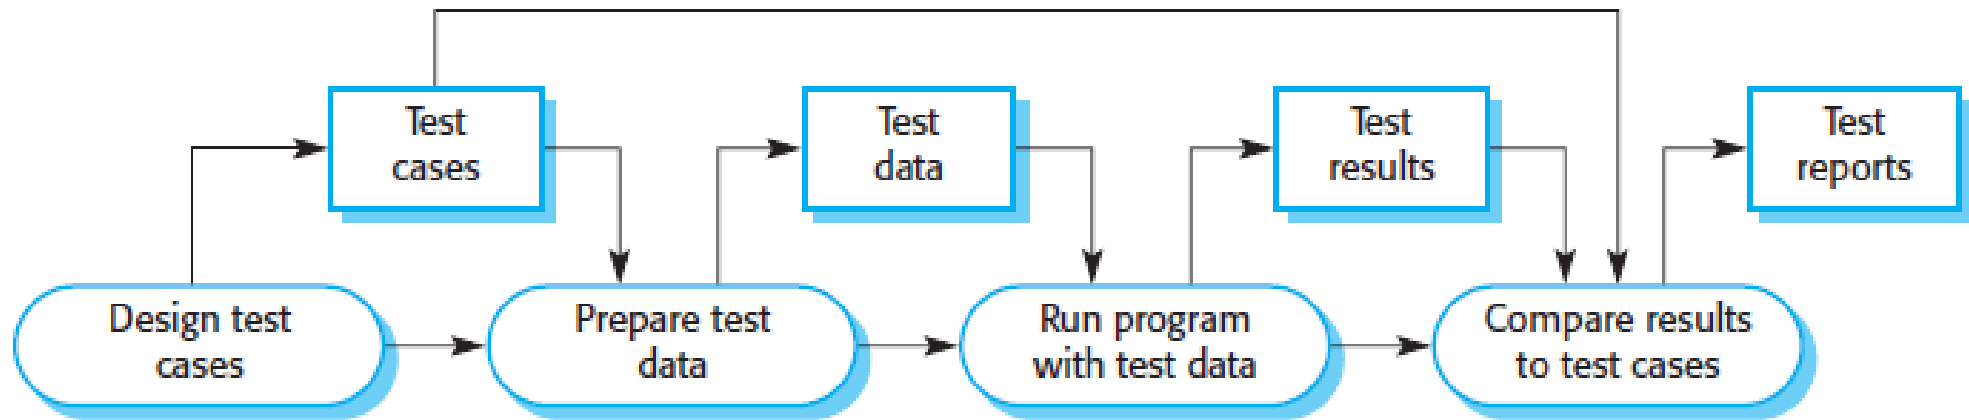 Test
cases
Test
data
Test
results
Test
reports
Design test
cases
Prepare test
data
Run program
with test data
Compare results
to test cases